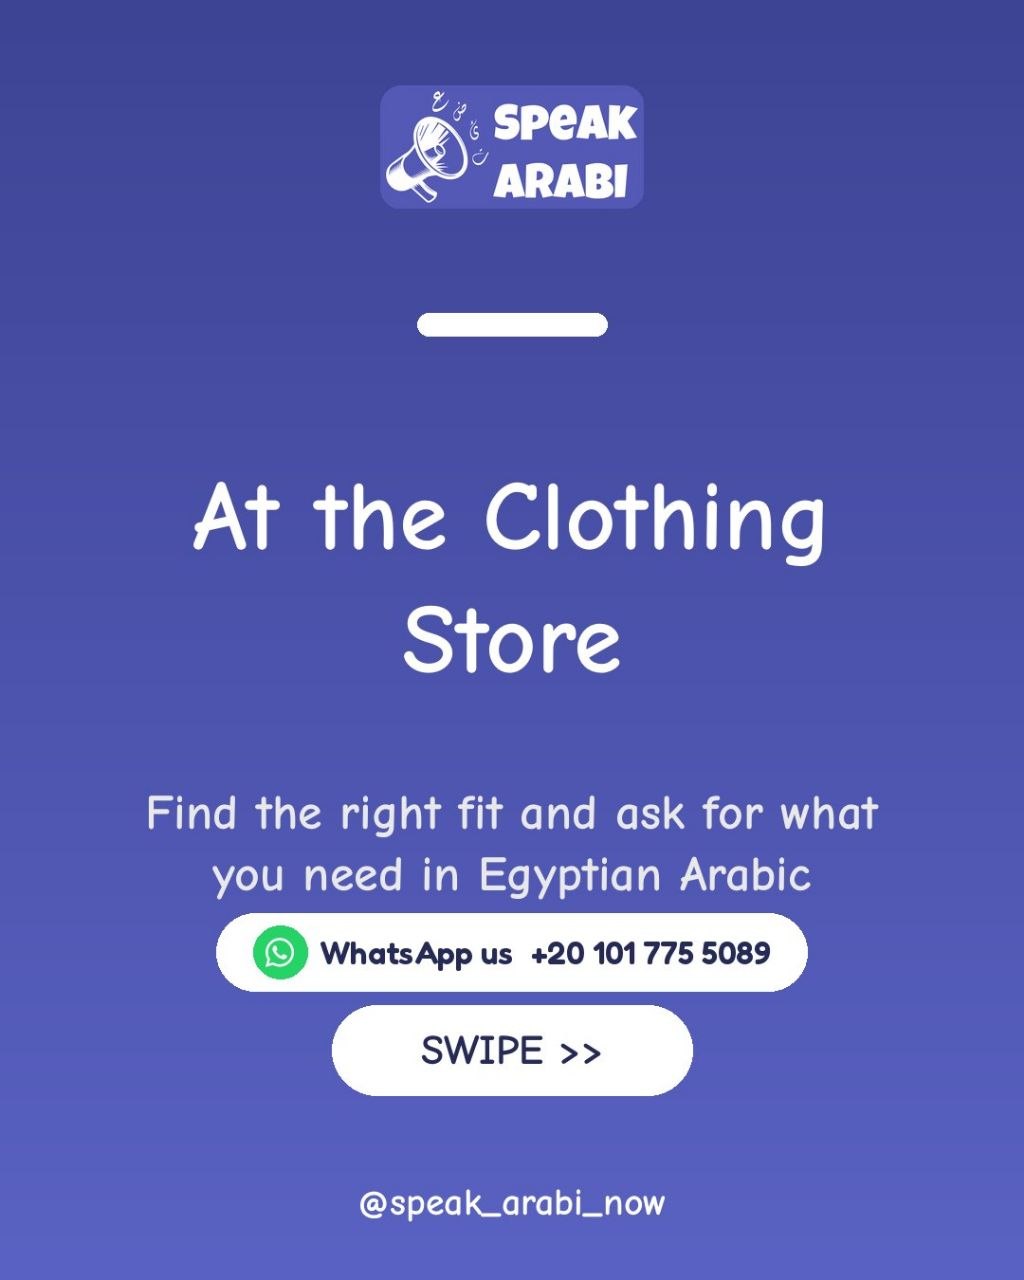 SPEAK
ARABI
ع ض ئ ت
At the Clothing
Store
Find the right fit and ask for what
you need in Egyptian Arabic
WhatsApp us +20 101 775 5089
SWIPE >>
@speak_arabi_now